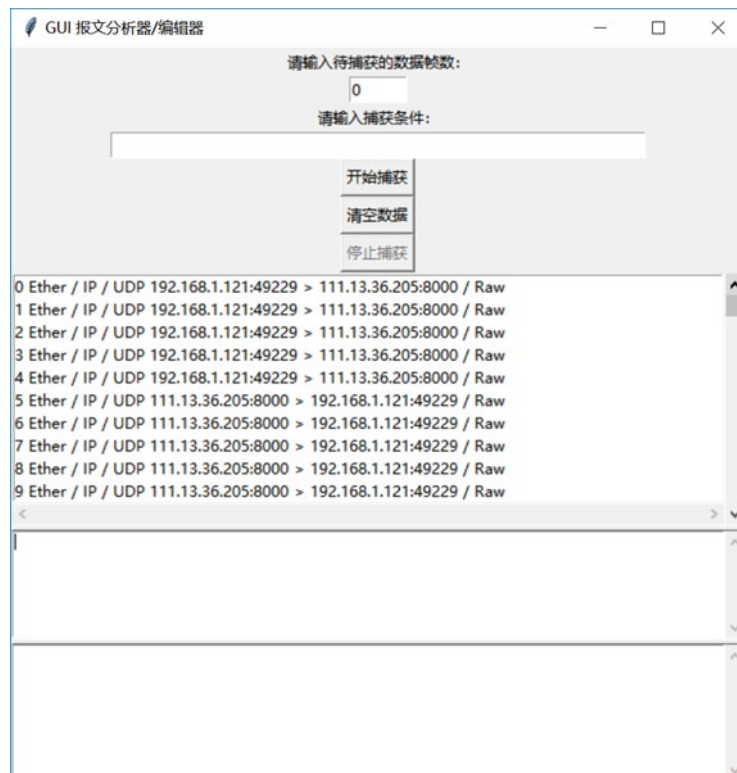 GUI 报文分析器/编辑器
请输入待捕获的数据帧数:
0
请输入捕获条件:
开始捕获
清空数据
停止捕获
0 Ether / IP / UDP 192.168.1.121:49229 > 111.13.36.205:8000 / Raw
1 Ether / IP / UDP 192.168.1.121:49229 > 111.13.36.205:8000 / Raw
2 Ether / IP / UDP 192.168.1.121:49229 > 111.13.36.205:8000 / Raw
3 Ether / IP / UDP 192.168.1.121:49229 > 111.13.36.205:8000 / Raw
4 Ether / IP / UDP 192.168.1.121:49229 > 111.13.36.205:8000 / Raw
5 Ether / IP / UDP 111.13.36.205:8000 > 192.168.1.121:49229 / Raw
6 Ether / IP / UDP 111.13.36.205:8000 > 192.168.1.121:49229 / Raw
7 Ether / IP / UDP 111.13.36.205:8000 > 192.168.1.121:49229 / Raw
8 Ether / IP / UDP 111.13.36.205:8000 > 192.168.1.121:49229 / Raw
9 Ether / IP / UDP 111.13.36.205:8000 > 192.168.1.121:49229 / Raw